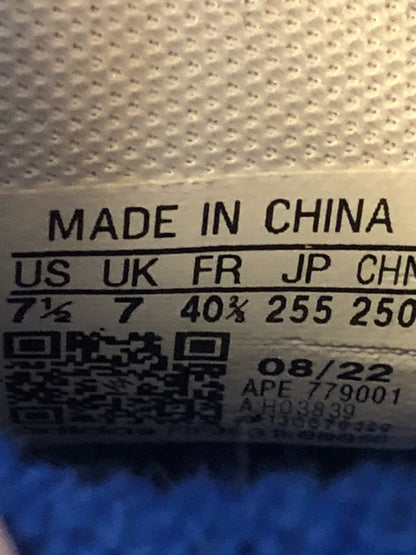 MADE IN CHINA
US UK FR JP CHN
7½ 7 40⅔ 255 250
08/22
APE 779001